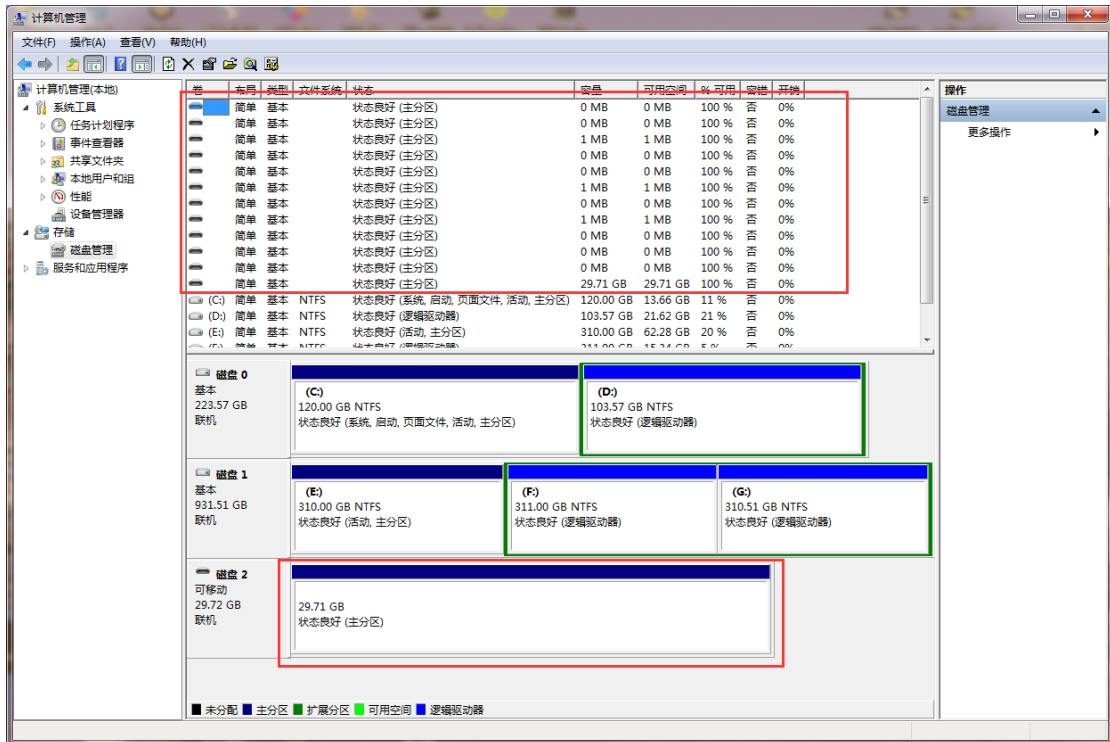 计算机管理
文件(F) 操作(A) 查看(V) 帮助(H)
计算机管理(本地)
系统工具
任务计划程序
事件查看器
共享文件夹
本地用户和组
性能
设备管理器
存储
磁盘管理
服务和应用程序
卷 布局 类型 文件系统 状态 容量 可用空间 % 可用 容错 开销
简单 基本 状态良好 (主分区) 0 MB 0 MB 100 % 否 0%
简单 基本 状态良好 (主分区) 0 MB 0 MB 100 % 否 0%
简单 基本 状态良好 (主分区) 1 MB 1 MB 100 % 否 0%
简单 基本 状态良好 (主分区) 0 MB 0 MB 100 % 否 0%
简单 基本 状态良好 (主分区) 0 MB 0 MB 100 % 否 0%
简单 基本 状态良好 (主分区) 1 MB 1 MB 100 % 否 0%
简单 基本 状态良好 (主分区) 0 MB 0 MB 100 % 否 0%
简单 基本 状态良好 (主分区) 1 MB 1 MB 100 % 否 0%
简单 基本 状态良好 (主分区) 0 MB 0 MB 100 % 否 0%
简单 基本 状态良好 (主分区) 0 MB 0 MB 100 % 否 0%
简单 基本 状态良好 (主分区) 0 MB 0 MB 100 % 否 0%
简单 基本 状态良好 (主分区) 29.71 GB 29.71 GB 100 % 否 0%
(C:) 简单 基本 NTFS 状态良好 (系统, 启动, 页面文件, 活动, 主分区) 120.00 GB 13.66 GB 11 % 否 0%
(D:) 简单 基本 NTFS 状态良好 (逻辑驱动器) 103.57 GB 21.62 GB 21 % 否 0%
(E:) 简单 基本 NTFS 状态良好 (活动, 主分区) 310.00 GB 62.28 GB 20 % 否 0%
(F:) 简单 基本 NTFS 状态良好 (逻辑驱动器) 311.00 GB 15.34 GB 5 % 否 0%
磁盘 0
基本
223.57 GB
联机
(C:)
120.00 GB NTFS
状态良好 (系统, 启动, 页面文件, 活动, 主分区)
(D:)
103.57 GB NTFS
状态良好 (逻辑驱动器)
磁盘 1
基本
931.51 GB
联机
(E:)
310.00 GB NTFS
状态良好 (活动, 主分区)
(F:)
311.00 GB NTFS
状态良好 (逻辑驱动器)
(G:)
310.51 GB NTFS
状态良好 (逻辑驱动器)
磁盘 2
可移动
29.72 GB
联机
29.71 GB
状态良好 (主分区)
未分配 主分区 扩展分区 可用空间 逻辑驱动器
操作
磁盘管理
更多操作